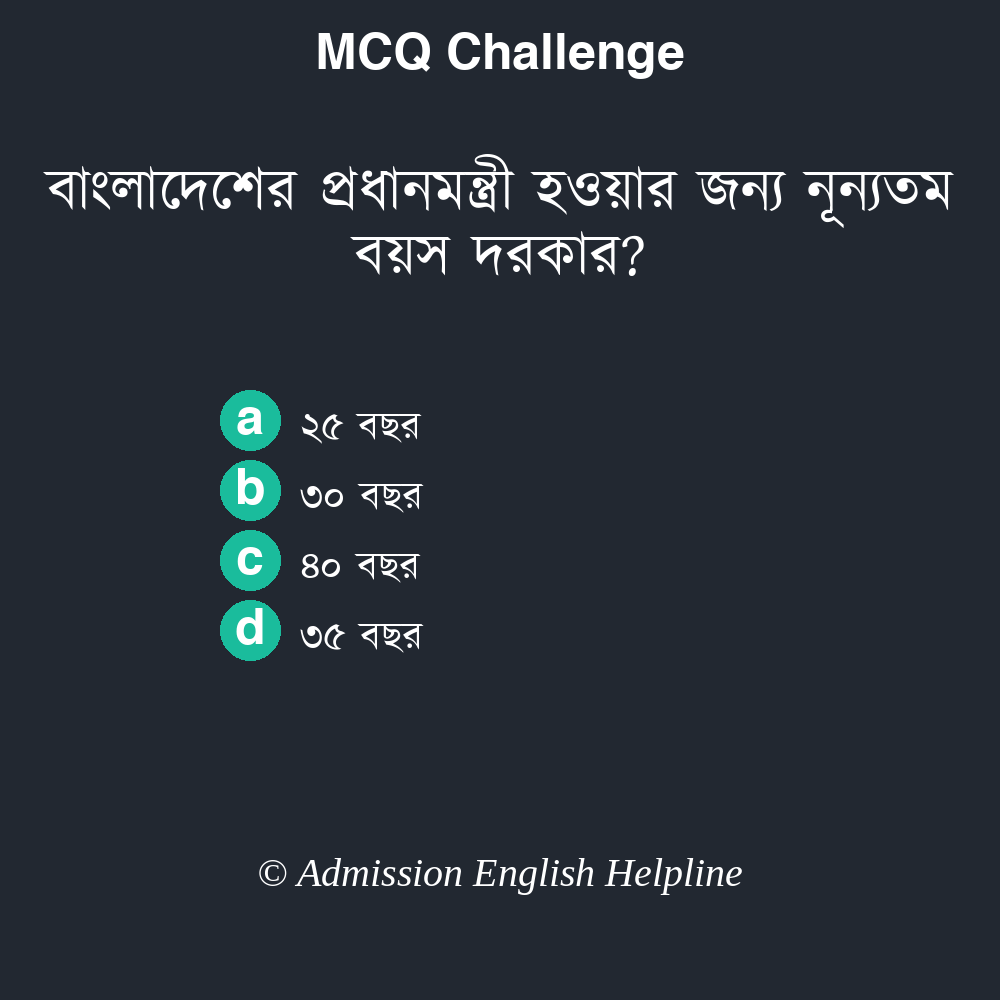 MCQ Challenge
বাংলাদেশের প্রধানমন্ত্রী হওয়ার জন্য নূন্যতম
বয়স দরকার?
a ২৫ বছর
b ৩০ বছর
c ৪০ বছর
d ৩৫ বছর
© Admission English Helpline